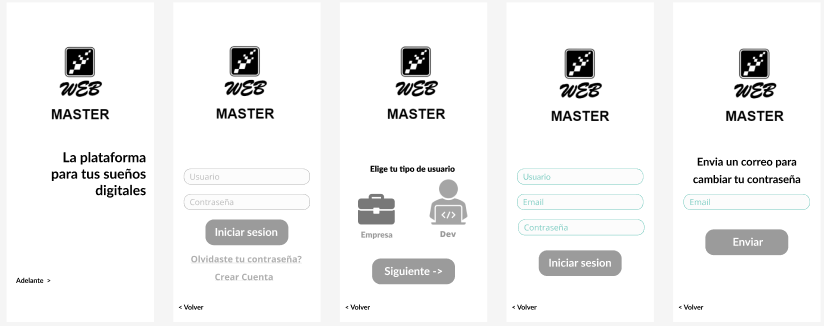 WEB
MASTER
La plataforma
para tus sueños
digitales
Adelante >
WEB
MASTER
Usuario
Contraseña
Iniciar sesion
Olvidaste tu contraseña?
Crear Cuenta
< Volver
WEB
MASTER
Elige tu tipo de usuario
</>
Empresa
Dev
Siguiente ->
< Volver
WEB
MASTER
Usuario
Email
Contraseña
Iniciar sesion
< Volver
WEB
MASTER
Envia un correo para
cambiar tu contraseña
Email
Enviar
< Volver